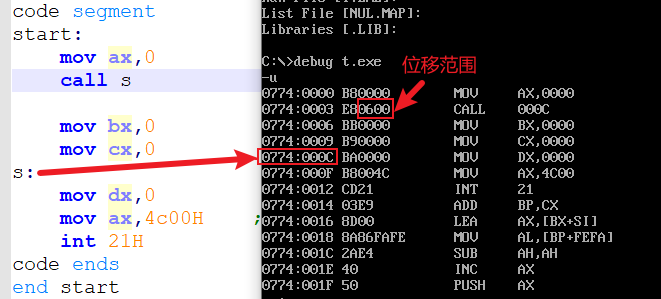 code segment
start:
mov ax,0
call s
mov bx,0
mov cx,0
s:
mov dx,0
mov ax,4c00H ;
int 21H
code ends
end start
List File [NUL.MAP]:
Libraries [.LIB]:
C:\>debug t.exe
位移范围
-u
0774:0000 B80000 MOV AX,0000
0774:0003 E80600 CALL 000C
0774:0006 BB0000 MOV BX,0000
0774:0009 B90000 MOV CX,0000
0774:000C BA0000 MOV DX,0000
0774:000F B8004C MOV AX,4C00
0774:0012 CD21 INT 21
0774:0014 03E9 ADD BP,CX
0774:0016 8D00 LEA AX,[BX+SI]
0774:0018 8A86FAFE MOV AL,[BP+FEFA]
0774:001C 2AE4 SUB AH,AH
0774:001E 40 INC AX
0774:001F 50 PUSH AX